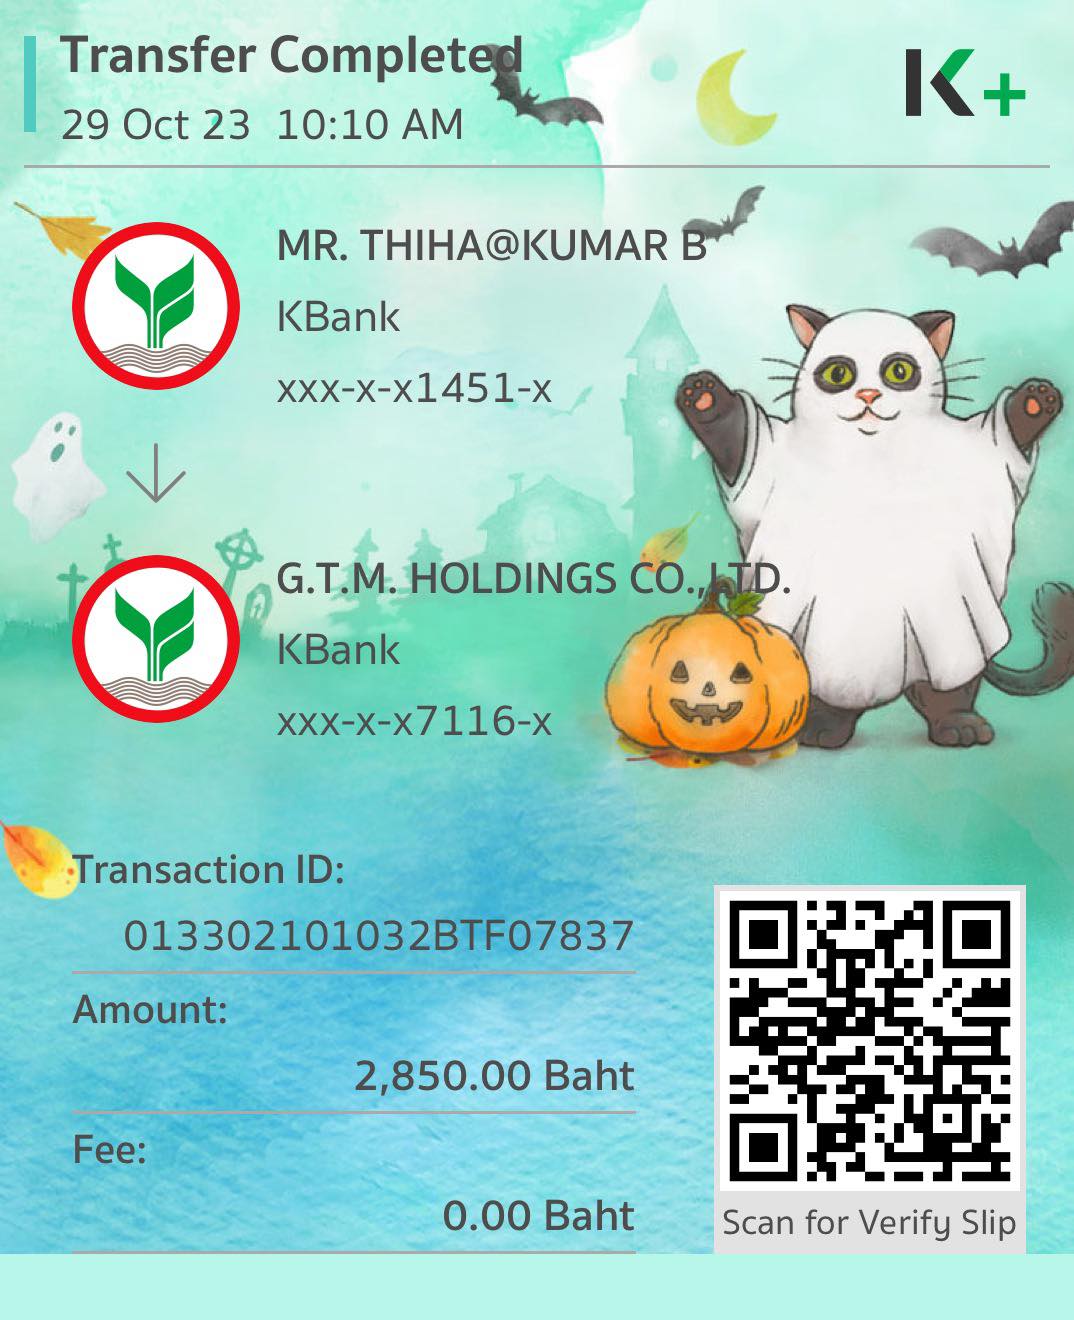 Transfer Completed
29 Oct 23 10:10 AM
K+
MR. THIHA@KUMAR B
KBank
xxx-x-x1451-x
G.T.M. HOLDINGS CO.,LTD.
KBank
xxx-x-x7116-x
Transaction ID:
013302101032BTF07837
Amount:
2,850.00 Baht
Fee:
0.00 Baht
Scan for Verify Slip